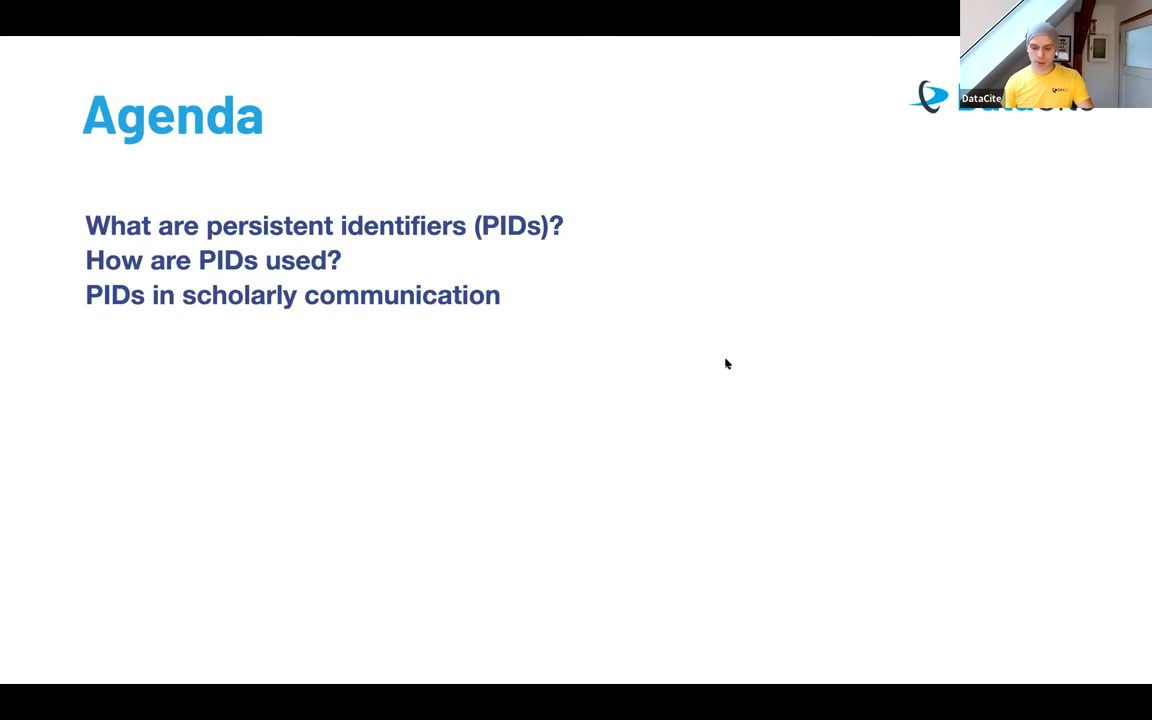 Agenda
DataCite
What are persistent identifiers (PIDs)?
How are PIDs used?
PIDs in scholarly communication